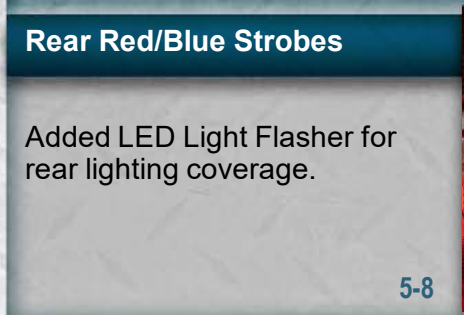 Rear Red/Blue Strobes
Added LED Light Flasher for
rear lighting coverage.
5-8